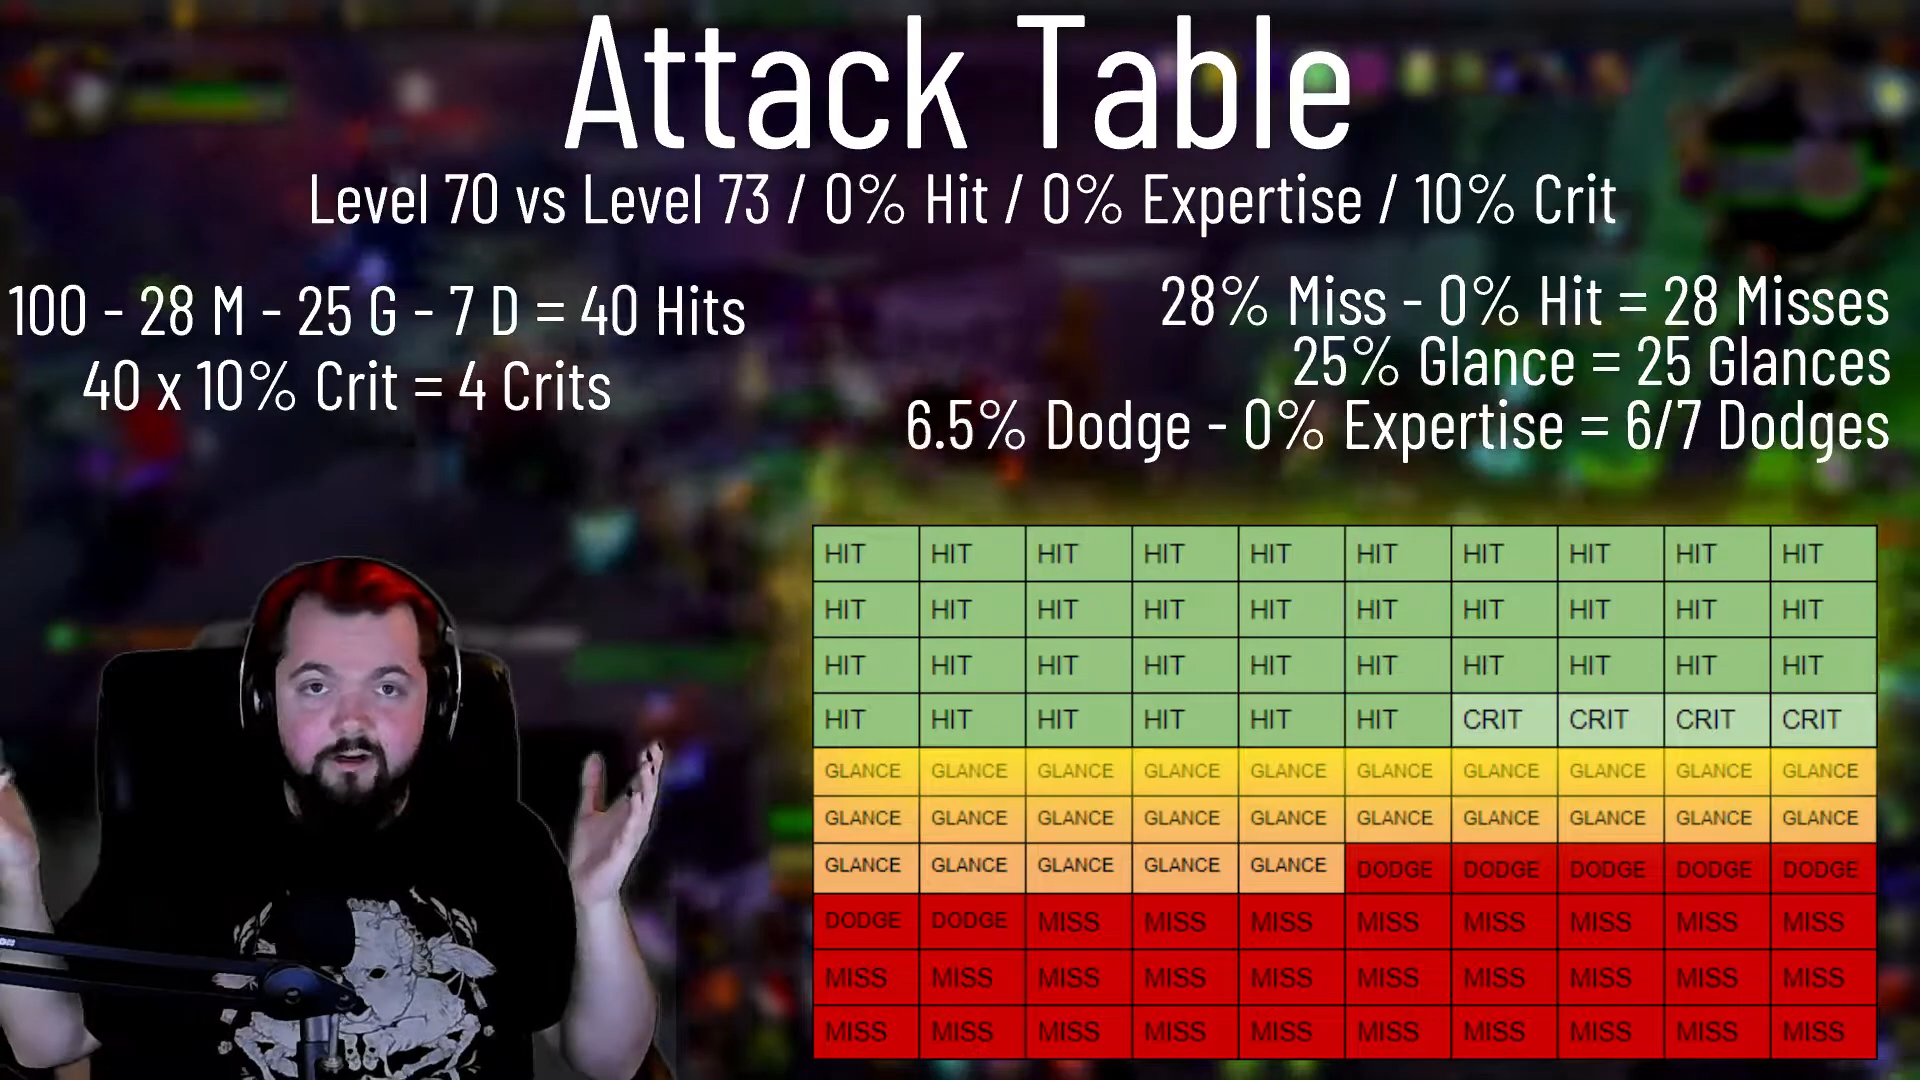 Attack Table
Level 70 vs Level 73 / 0% Hit / 0% Expertise / 10% Crit
100 - 28 M - 25 G - 7 D = 40 Hits
40 x 10% Crit = 4 Crits
28% Miss - 0% Hit = 28 Misses
25% Glance = 25 Glances
6.5% Dodge - 0% Expertise = 6/7 Dodges
HIT HIT HIT HIT HIT HIT HIT HIT HIT HIT
HIT HIT HIT HIT HIT HIT HIT HIT HIT HIT
HIT HIT HIT HIT HIT HIT HIT HIT HIT HIT
HIT HIT HIT HIT HIT HIT CRIT CRIT CRIT CRIT
GLANCE GLANCE GLANCE GLANCE GLANCE GLANCE GLANCE GLANCE GLANCE GLANCE
GLANCE GLANCE GLANCE GLANCE GLANCE GLANCE GLANCE GLANCE GLANCE GLANCE
GLANCE GLANCE GLANCE GLANCE GLANCE DODGE DODGE DODGE DODGE DODGE
DODGE DODGE MISS MISS MISS MISS MISS MISS MISS MISS
MISS MISS MISS MISS MISS MISS MISS MISS MISS MISS
MISS MISS MISS MISS MISS MISS MISS MISS MISS MISS